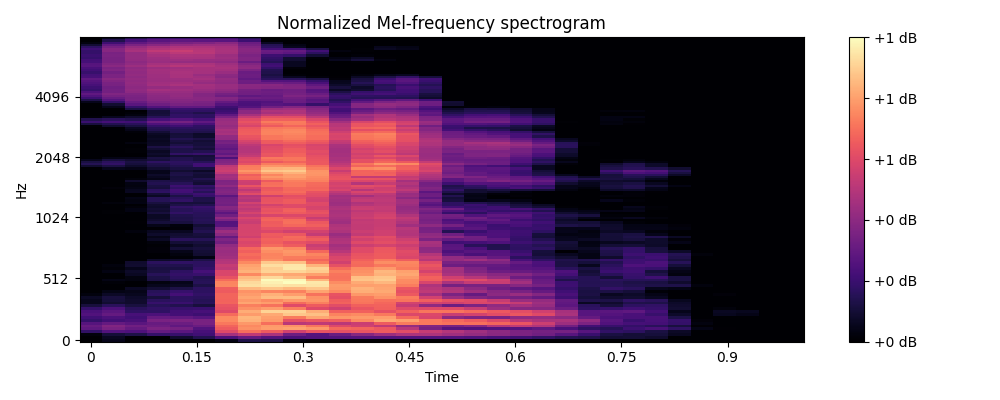 Normalized Mel-frequency spectrogram
Hz
4096
2048
1024
512
0
0 0.15 0.3 0.45 0.6 0.75 0.9
Time
+1 dB
+1 dB
+1 dB
+0 dB
+0 dB
+0 dB